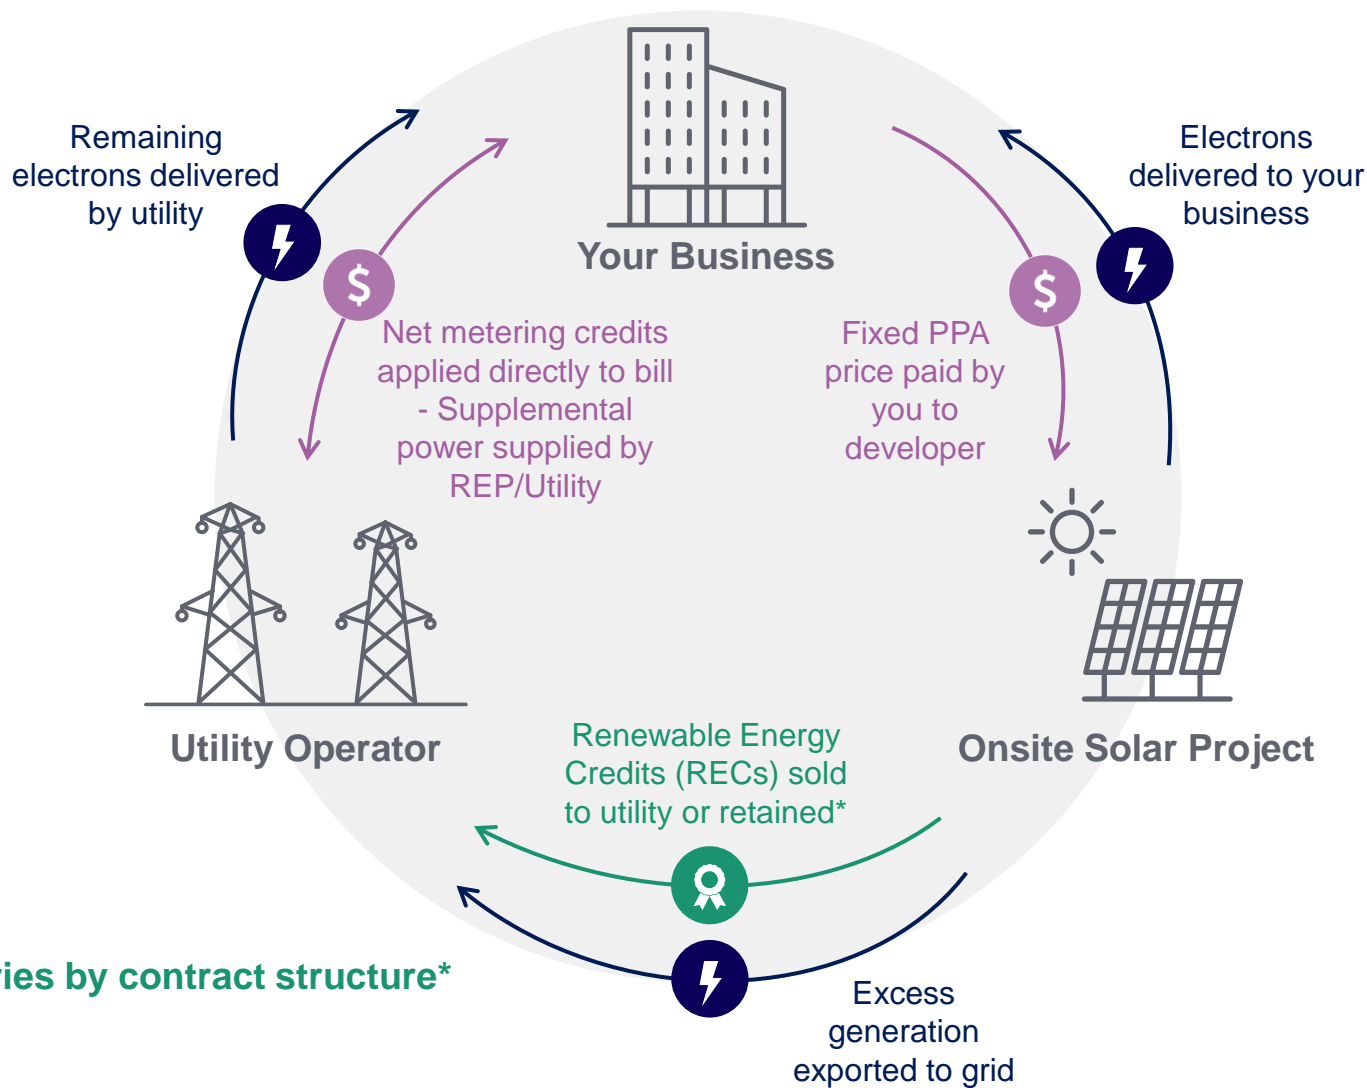 Remaining
electrons delivered
by utility
Electrons
delivered to your
business
Your Business
Net metering credits
applied directly to bill
- Supplemental
power supplied by
REP/Utility
Fixed PPA
price paid by
you to
developer
Utility Operator
Onsite Solar Project
Renewable Energy
Credits (RECs) sold
to utility or retained*
by contract structure*
Excess
generation
exported to grid